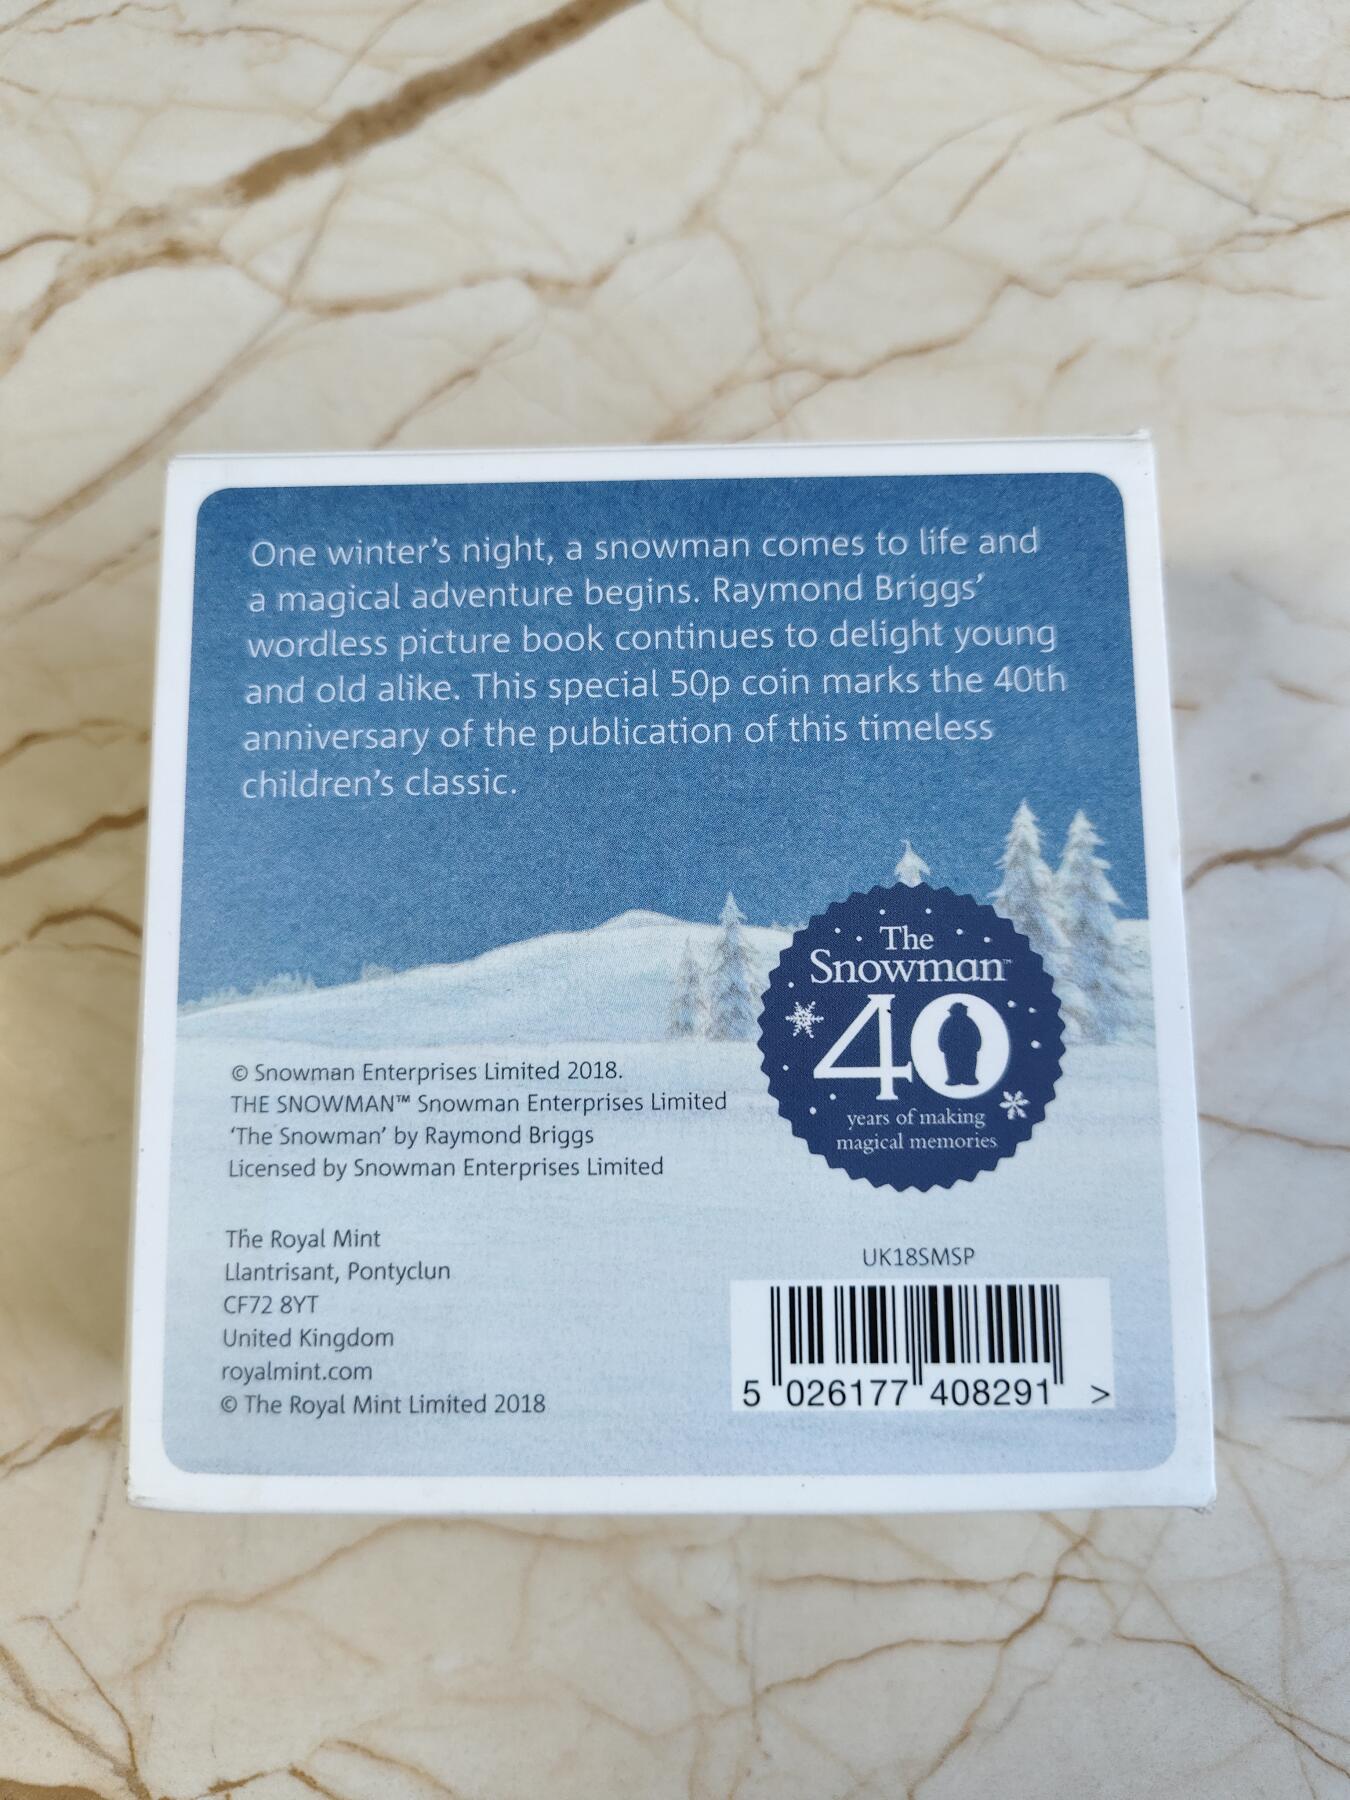 One winter's night, a snowman comes to life and
a magical adventure begins. Raymond Briggs'
wordless picture book continues to delight young
and old alike. This special 50p coin marks the 40th
anniversary of the publication of this timeless
children's classic.
The
Snowman™
40
years of making
magical memories
© Snowman Enterprises Limited 2018.
THE SNOWMAN™ Snowman Enterprises Limited
'The Snowman' by Raymond Briggs
Licensed by Snowman Enterprises Limited
The Royal Mint
Llantrisant, Pontyclun
CF72 8YT
United Kingdom
royalmint.com
© The Royal Mint Limited 2018
UK18SMSP
5 026177 408291 >